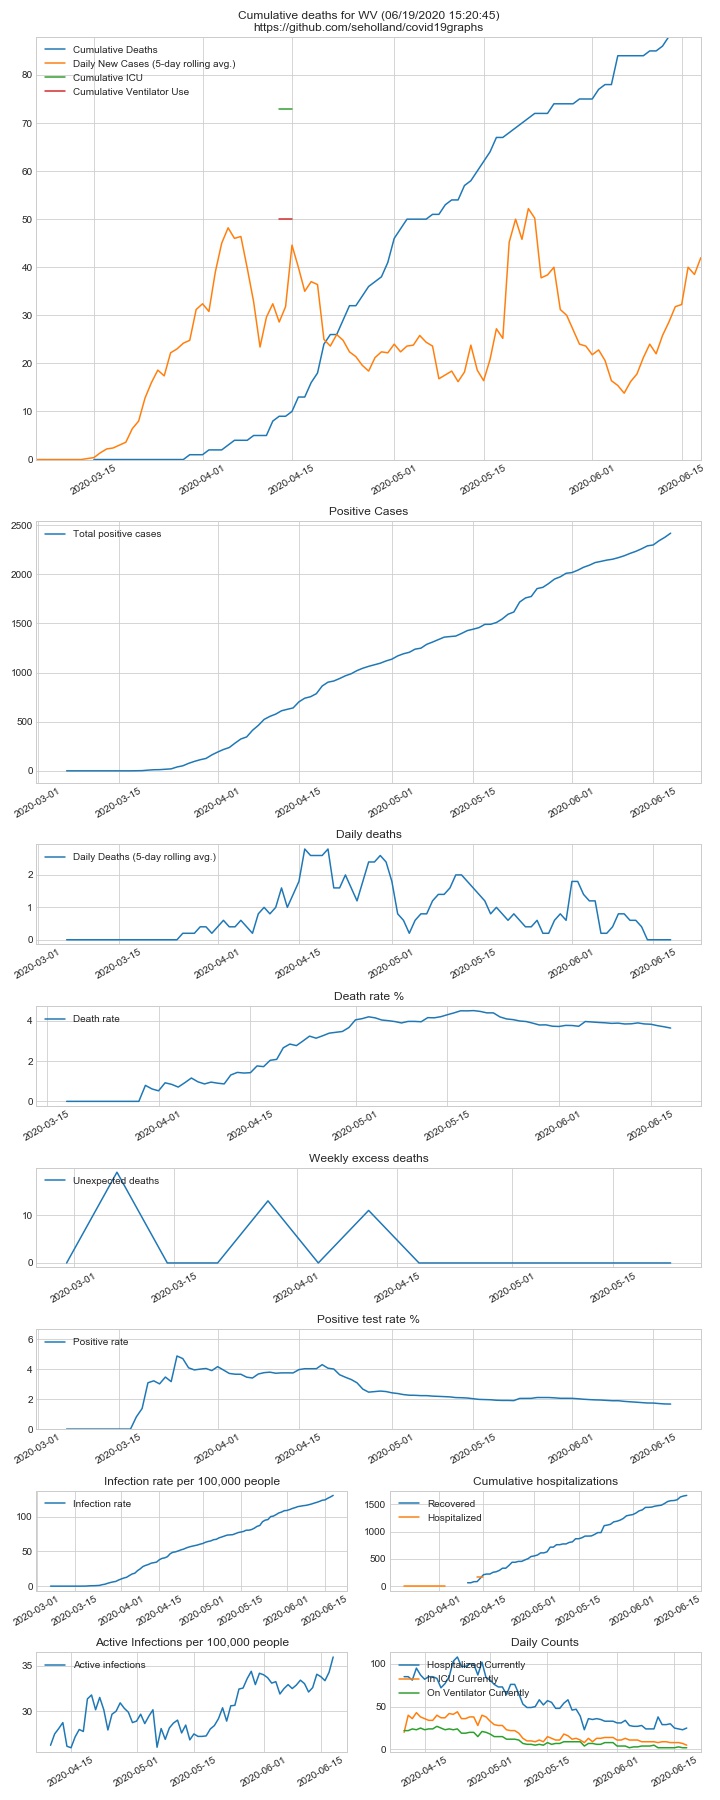 Cumulative deaths for WV (06/19/2020 15:20:45)
https://github.com/seholland/covid19graphs
Cumulative Deaths
Daily New Cases (5-day rolling avg.)
Cumulative ICU
Cumulative Ventilator Use
80
70
60
50
40
30
20
10
0
2020-03-15 2020-04-01 2020-04-15 2020-05-01 2020-05-15 2020-06-01 2020-06-15
Positive Cases
Total positive cases
2500
2000
1500
1000
500
0
2020-03-01 2020-03-15 2020-04-01 2020-04-15 2020-05-01 2020-05-15 2020-06-01 2020-06-15
Daily deaths
Daily Deaths (5-day rolling avg.)
2
1
0
2020-03-01 2020-03-15 2020-04-01 2020-04-15 2020-05-01 2020-05-15 2020-06-01 2020-06-15
Death rate %
Death rate
4
2
0
2020-03-15 2020-04-01 2020-04-15 2020-05-01 2020-05-15 2020-06-01 2020-06-15
Weekly excess deaths
Unexpected deaths
10
0
2020-03-01 2020-03-15 2020-04-01 2020-04-15 2020-05-01 2020-05-15
Positive test rate %
Positive rate
6
4
2
0
2020-03-01 2020-03-15 2020-04-01 2020-04-15 2020-05-01 2020-05-15 2020-06-01 2020-06-15
Infection rate per 100,000 people
Infection rate
100
50
0
2020-03-01 2020-03-15 2020-04-01 2020-04-15 2020-05-01 2020-05-15 2020-06-01 2020-06-15
Cumulative hospitalizations
Recovered
Hospitalized
1500
1000
500
0
2020-04-01 2020-04-15 2020-05-01 2020-05-15 2020-06-01 2020-06-15
Active Infections per 100,000 people
Active infections
35
30
2020-04-15 2020-05-01 2020-05-15 2020-06-01 2020-06-15
Daily Counts
Hospitalized Currently
In ICU Currently
On Ventilator Currently
100
50
0
2020-04-15 2020-05-01 2020-05-15 2020-06-01 2020-06-15